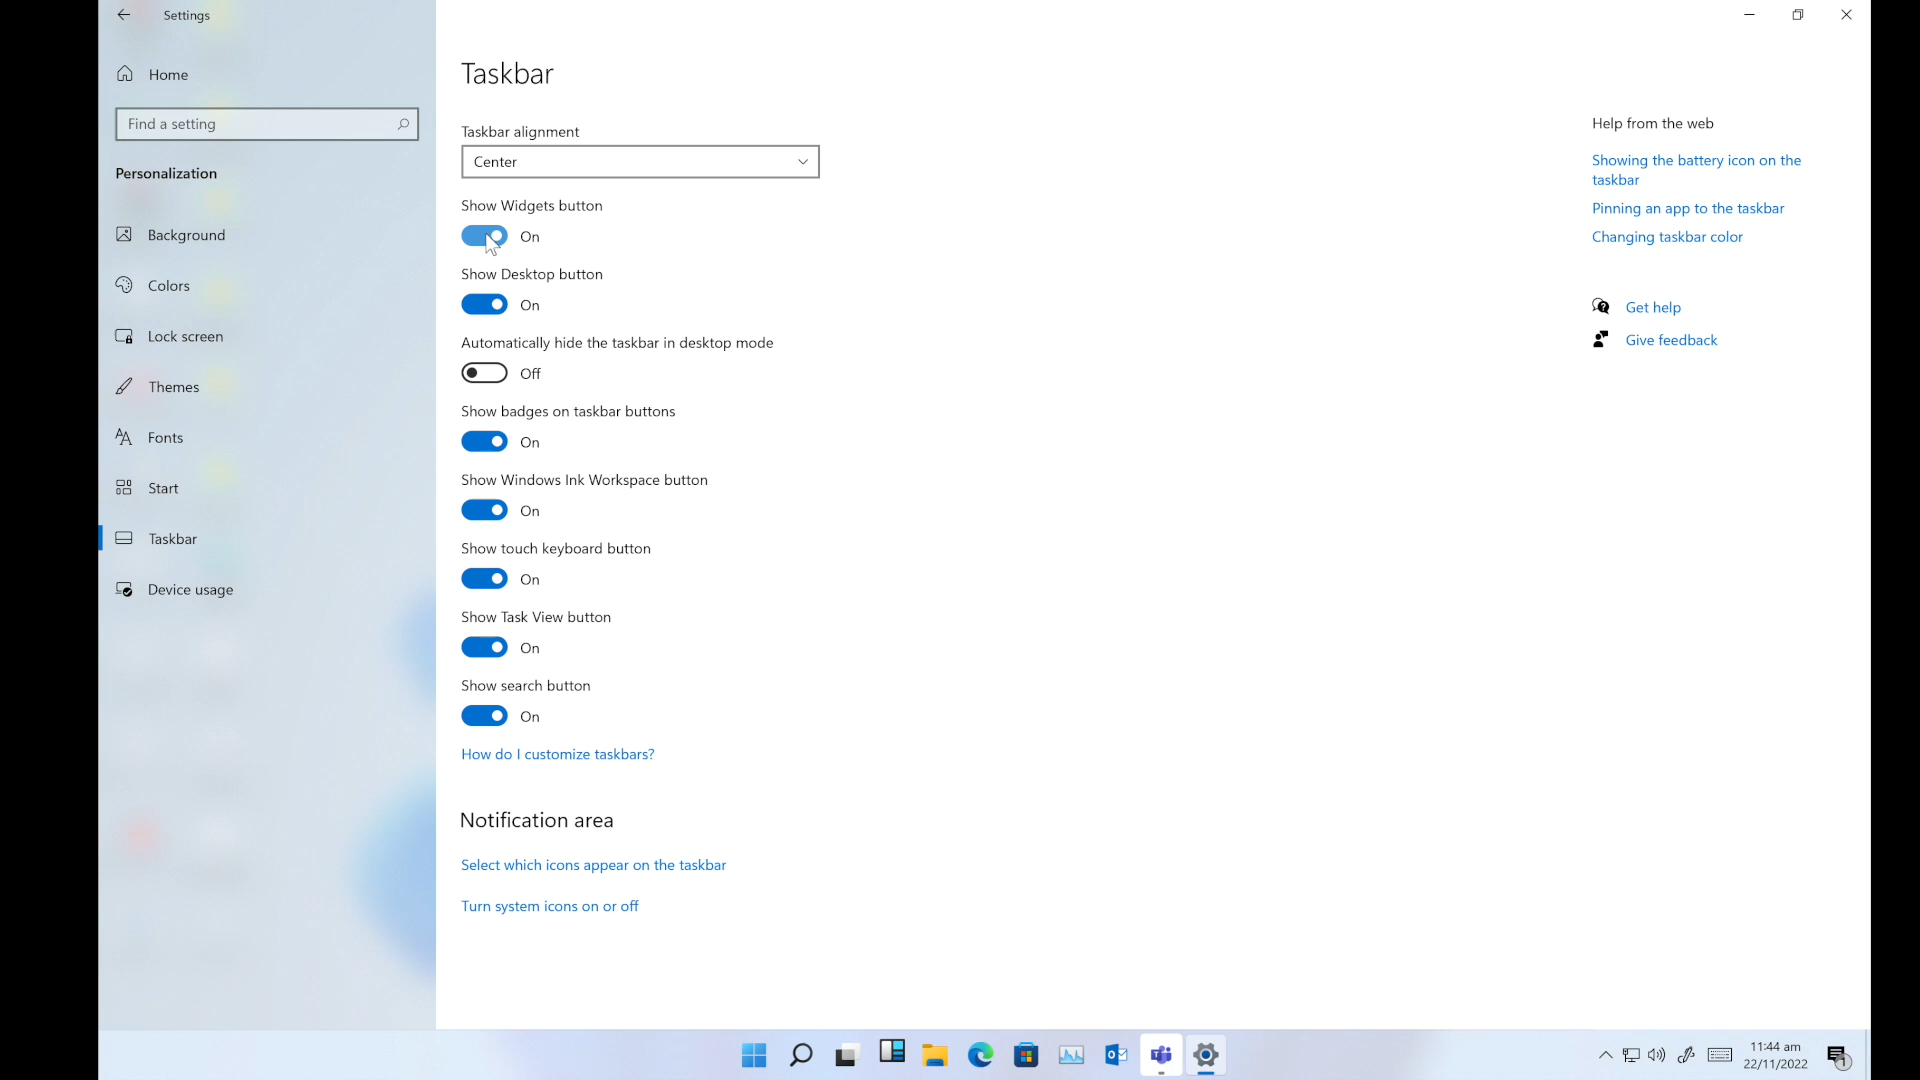 Settings
Home
Find a setting
Personalization
Background
Colors
Lock screen
Themes
Fonts
Start
Taskbar
Device usage
Taskbar
Taskbar alignment
Center
Show Widgets button
On
Show Desktop button
On
Automatically hide the taskbar in desktop mode
Off
Show badges on taskbar buttons
On
Show Windows Ink Workspace button
On
Show touch keyboard button
On
Show Task View button
On
Show search button
On
How do I customize taskbars?
Notification area
Select which icons appear on the taskbar
Turn system icons on or off
Help from the web
Showing the battery icon on the
taskbar
Pinning an app to the taskbar
Changing taskbar color
Get help
Give feedback
11:44 am
22/11/2022
1